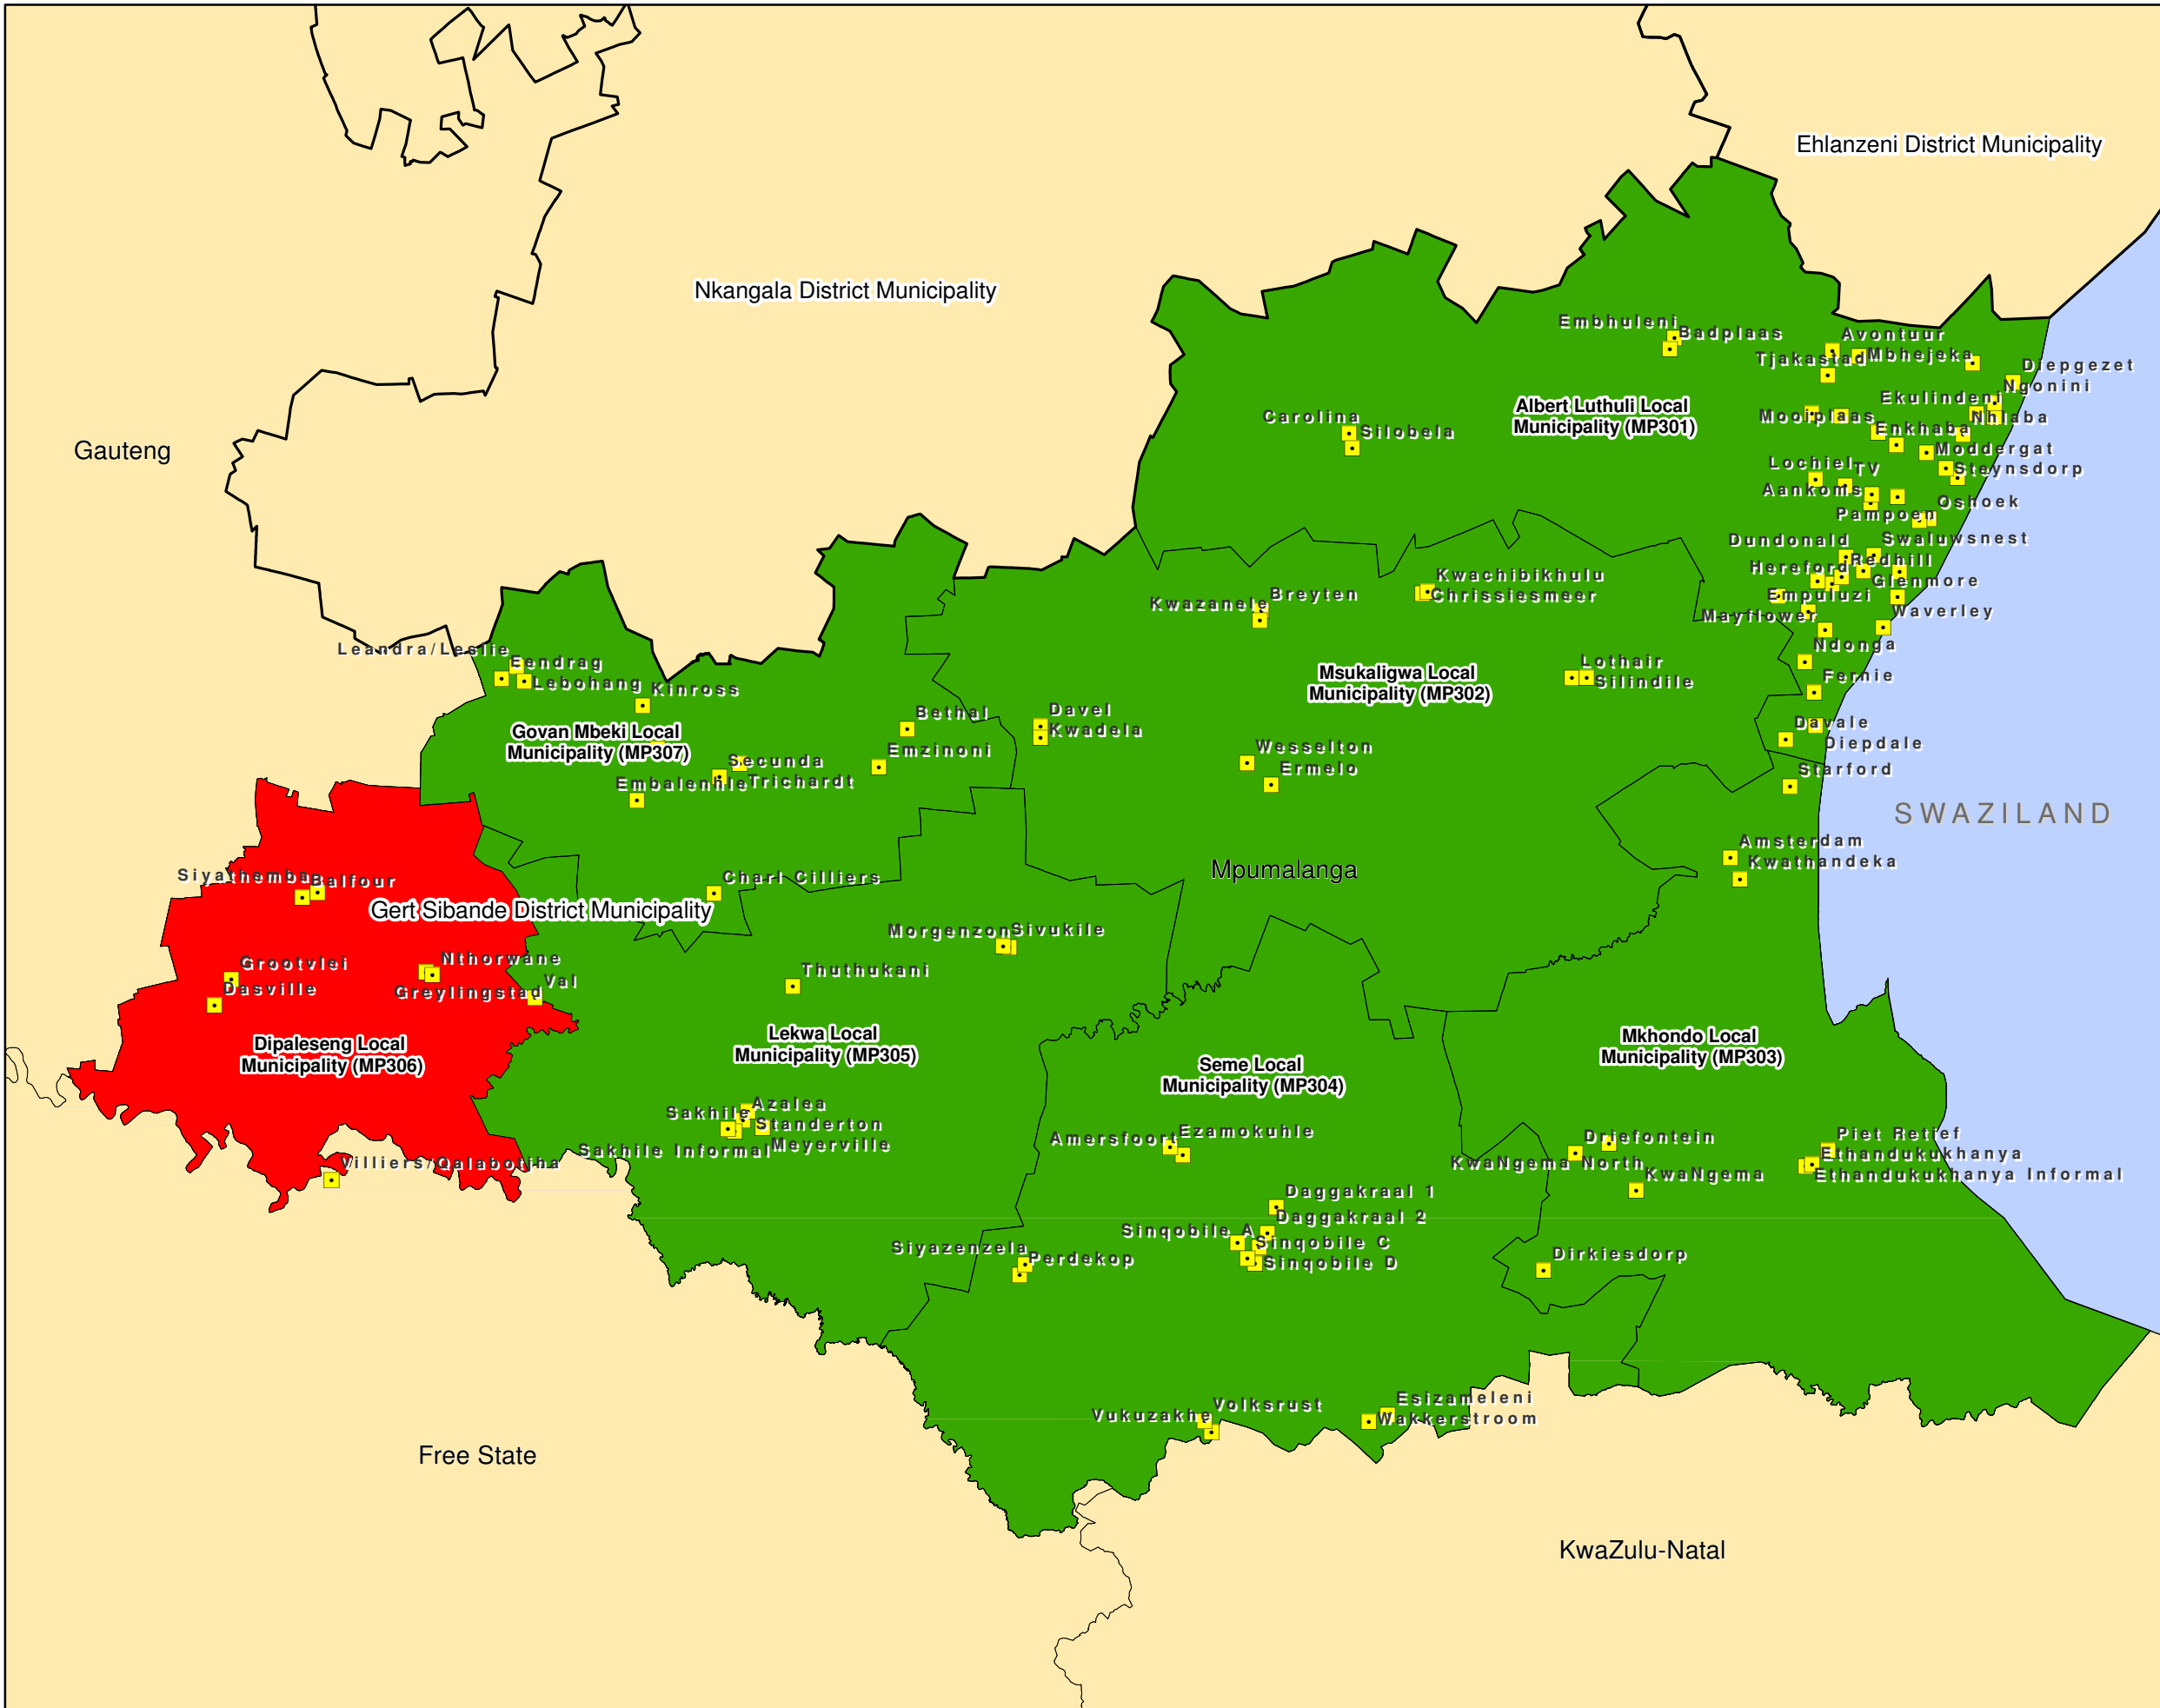 Ehlanzeni District Municipality
Nkangala District Municipality
Gauteng
Embhuleni
Badplaas
Avontuur
Tjakastad
Mbhejeka
Diepgezet
Ngonini
Ekulindeni
Albert Luthuli Local
Municipality (MP301)
Carolina
Silobela
Mooiplaas
Nhlaba
Enkhaba
Moddergat
Lochiel
TV
Steynsdorp
Aankoms
Oshoek
Pampoen
Dundonald
Swaluwsnest
Redhill
Hereford
Glenmore
Empuluzi
Mayflower
Waverley
Ndonga
Fernie
Davale
Diepdale
Starford
Kwachibikhulu
Chrissiesmeer
Breyten
Kwazanele
Lothair
Silindile
Msukaligwa Local
Municipality (MP302)
Davel
Kwadela
Wesselton
Ermelo
Leandra/Leslie
Eendrag
Lebohang
Kinross
Govan Mbeki Local
Municipality (MP307)
Bethal
Emzinoni
Secunda
Trichardt
Embalenhle
SWAZILAND
Amsterdam
Kwathandeka
Mpumalanga
Charl Cilliers
Siyathemba
Balfour
Gert Sibande District Municipality
Morgenzon
Sivukile
Thuthukani
Grootvlei
Dasville
Nthorwane
Greylingstad
Val
Dipaleseng Local
Municipality (MP306)
Lekwa Local
Municipality (MP305)
Seme Local
Municipality (MP304)
Mkhondo Local
Municipality (MP303)
Azalea
Sakhile
Standerton
Meyerville
Sakhile Informal
Villiers/Qalabotjha
Amersfoort
Ezamokuhle
Driefontein
KwaNgema North
KwaNgema
Piet Retief
Ethandukukhanya
Ethandukukhanya Informal
Daggakraal 1
Daggakraal 2
Sinqobile A
Sinqobile C
Sinqobile D
Siyazenzela
Perdekop
Dirkiesdorp
Volksrust
Vukuzakhe
Esizameleni
Wakkerstroom
Free State
KwaZulu-Natal